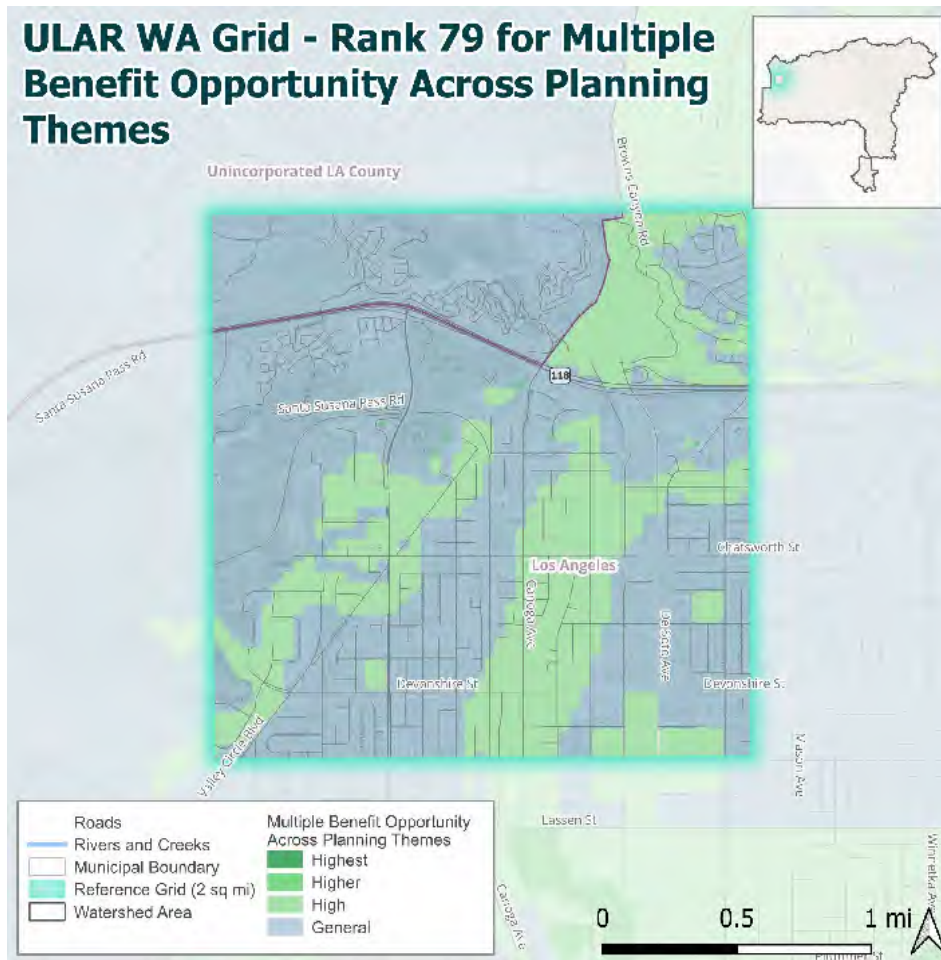 ULAR WA Grid - Rank 79 for Multiple
Benefit Opportunity Across Planning
Themes
Unincorporated LA County
Browns Canyon Rd
118
Santa Susana Pass Rd
Santa Susana Pass Rd
Chatsworth St
Los Angeles
Canoga Ave
De Soto Ave
Devonshire St
Devonshire St
Valley Circle Blvd
Mason Ave
Lassen St
Canoga Ave
Winnetka Ave
Plummer St
Roads
Rivers and Creeks
Municipal Boundary
Reference Grid (2 sq mi)
Watershed Area
Multiple Benefit Opportunity
Across Planning Themes
Highest
Higher
High
General
0 0.5 1 mi